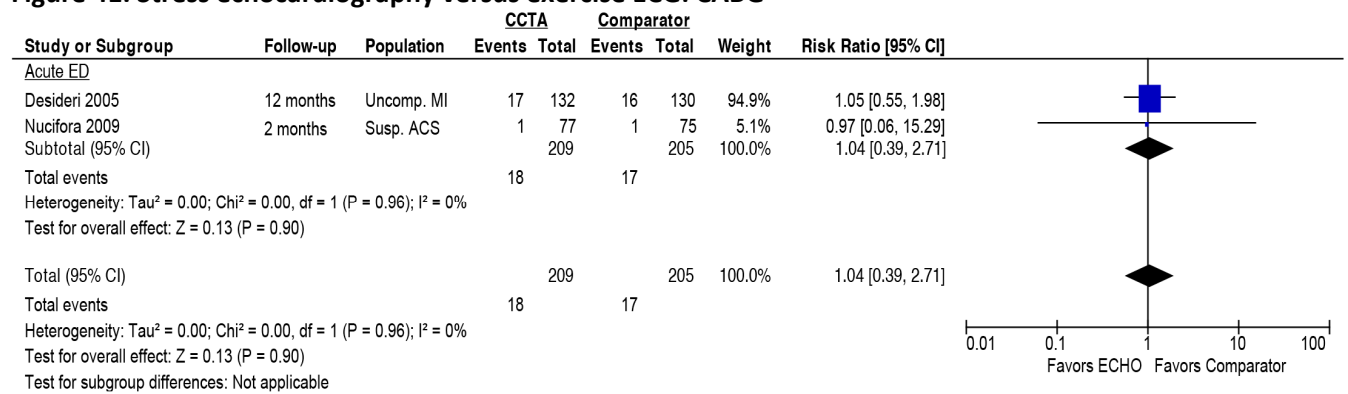 Figure 41. Stress echocardiography versus exercise ECG: CABG
CCTA Comparator
Study or Subgroup Follow-up Population Events Total Events Total Weight Risk Ratio [95% CI]
Acute ED
Desideri 2005 12 months Uncomp. MI 17 132 16 130 94.9% 1.05 [0.55, 1.98]
Nucifora 2009 2 months Susp. ACS 1 77 1 75 5.1% 0.97 [0.06, 15.29]
Subtotal (95% CI) 209 205 100.0% 1.04 [0.39, 2.71]
Total events 18 17
Heterogeneity: Tau² = 0.00; Chi² = 0.00, df = 1 (P = 0.96); I² = 0%
Test for overall effect: Z = 0.13 (P = 0.90)
Total (95% CI) 209 205 100.0% 1.04 [0.39, 2.71]
Total events 18 17
Heterogeneity: Tau² = 0.00; Chi² = 0.00, df = 1 (P = 0.96); I² = 0%
Test for overall effect: Z = 0.13 (P = 0.90)
Test for subgroup differences: Not applicable
0.01 0.1 1 10 100
Favors ECHO Favors Comparator